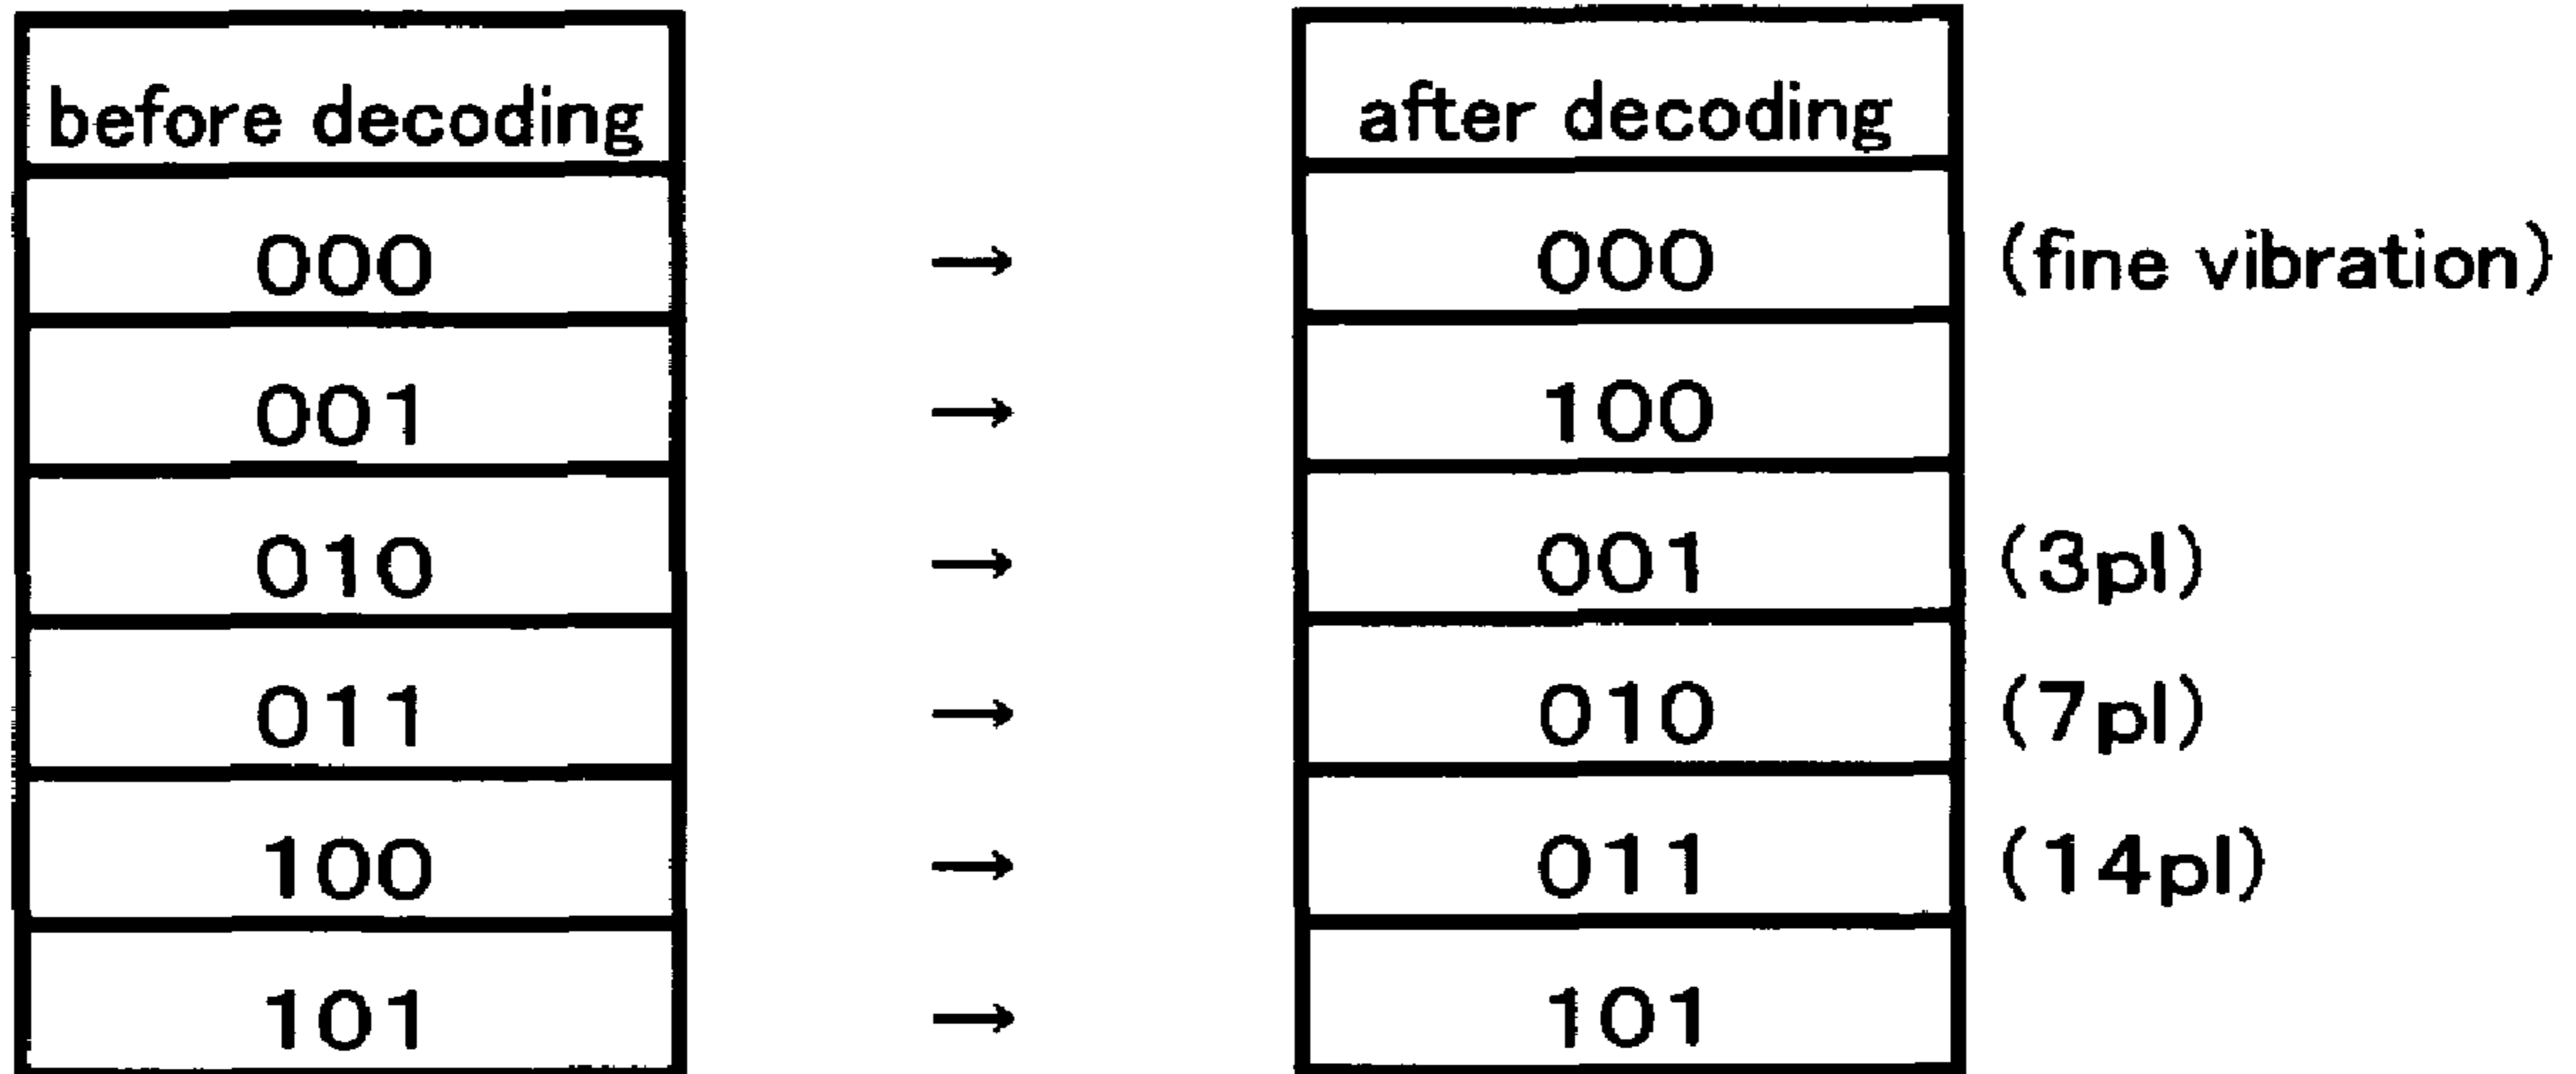 before decoding after decoding
000 → 000 (fine vibration)
001 → 100
010 → 001 (3pl)
011 → 010 (7pl)
100 → 011 (14pl)
101 → 101